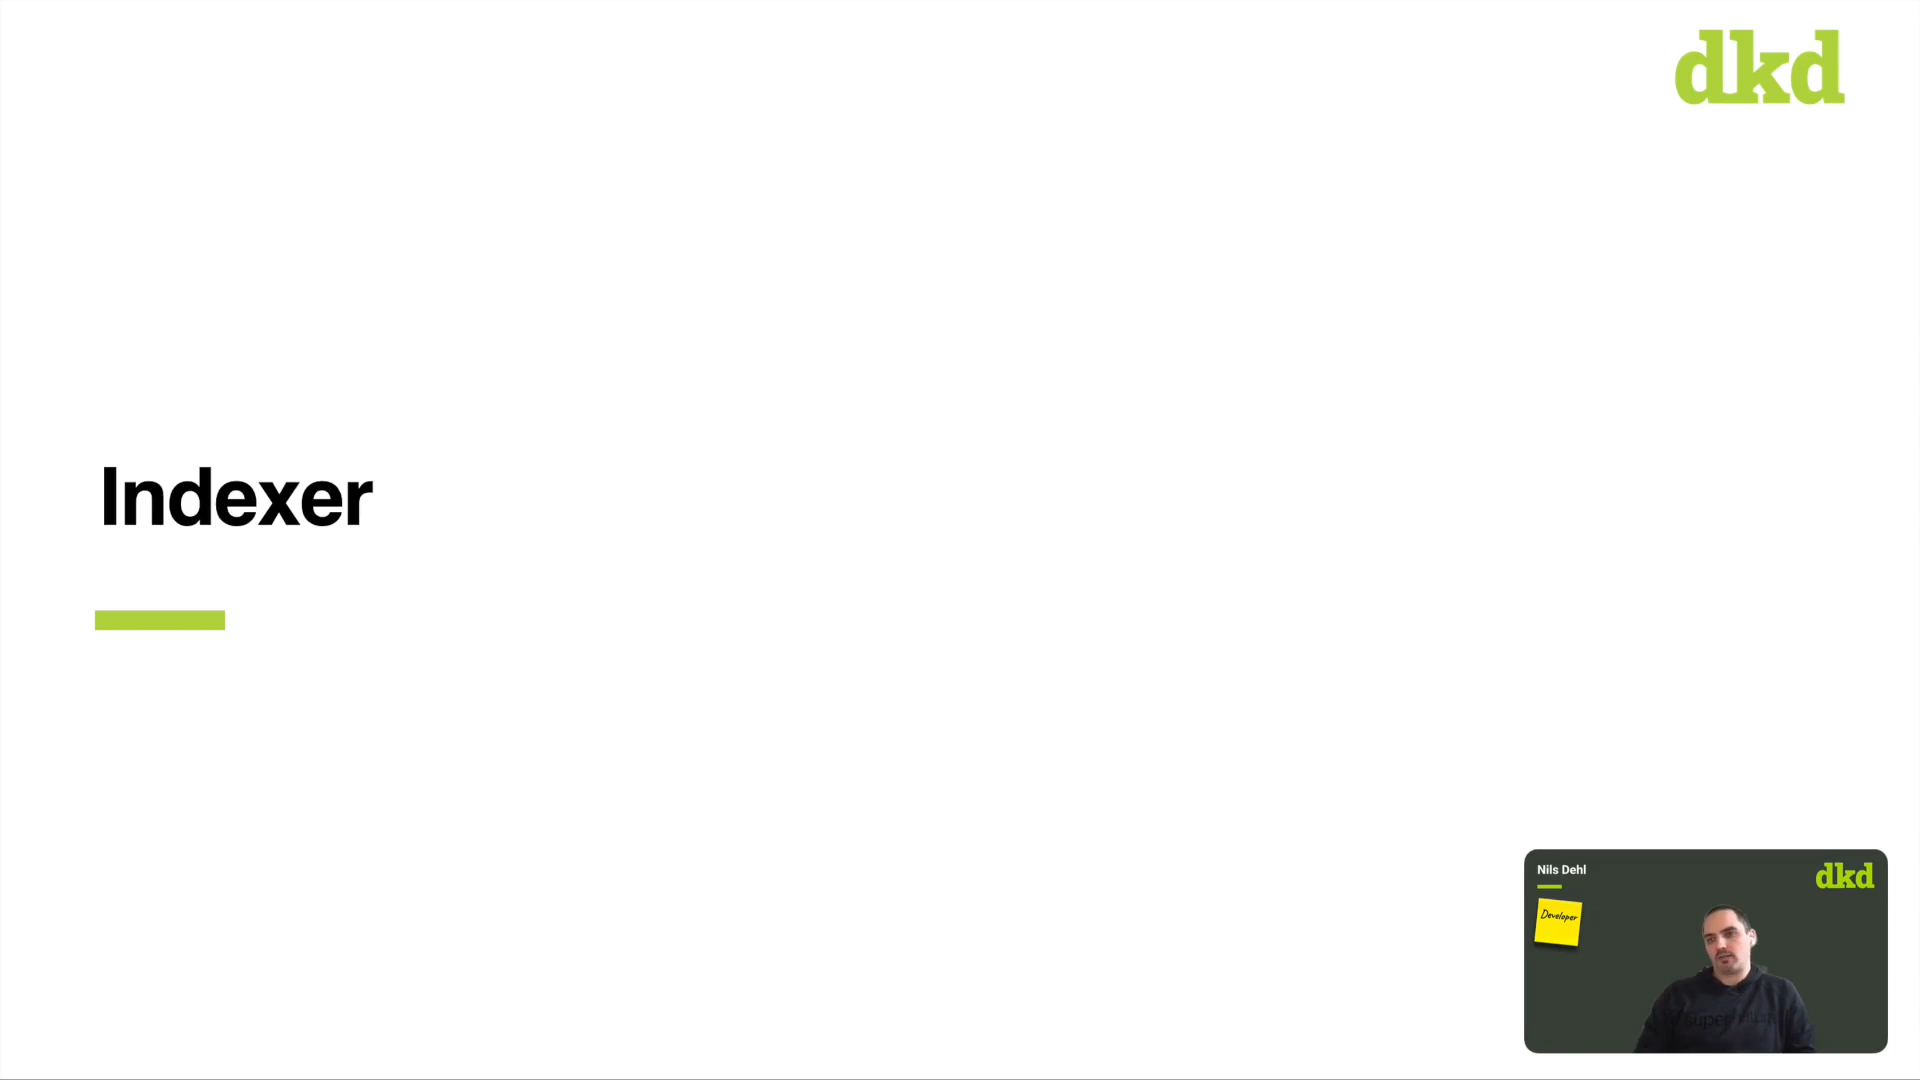 dkd
Indexer
Nils Dehl
dkd
Developer